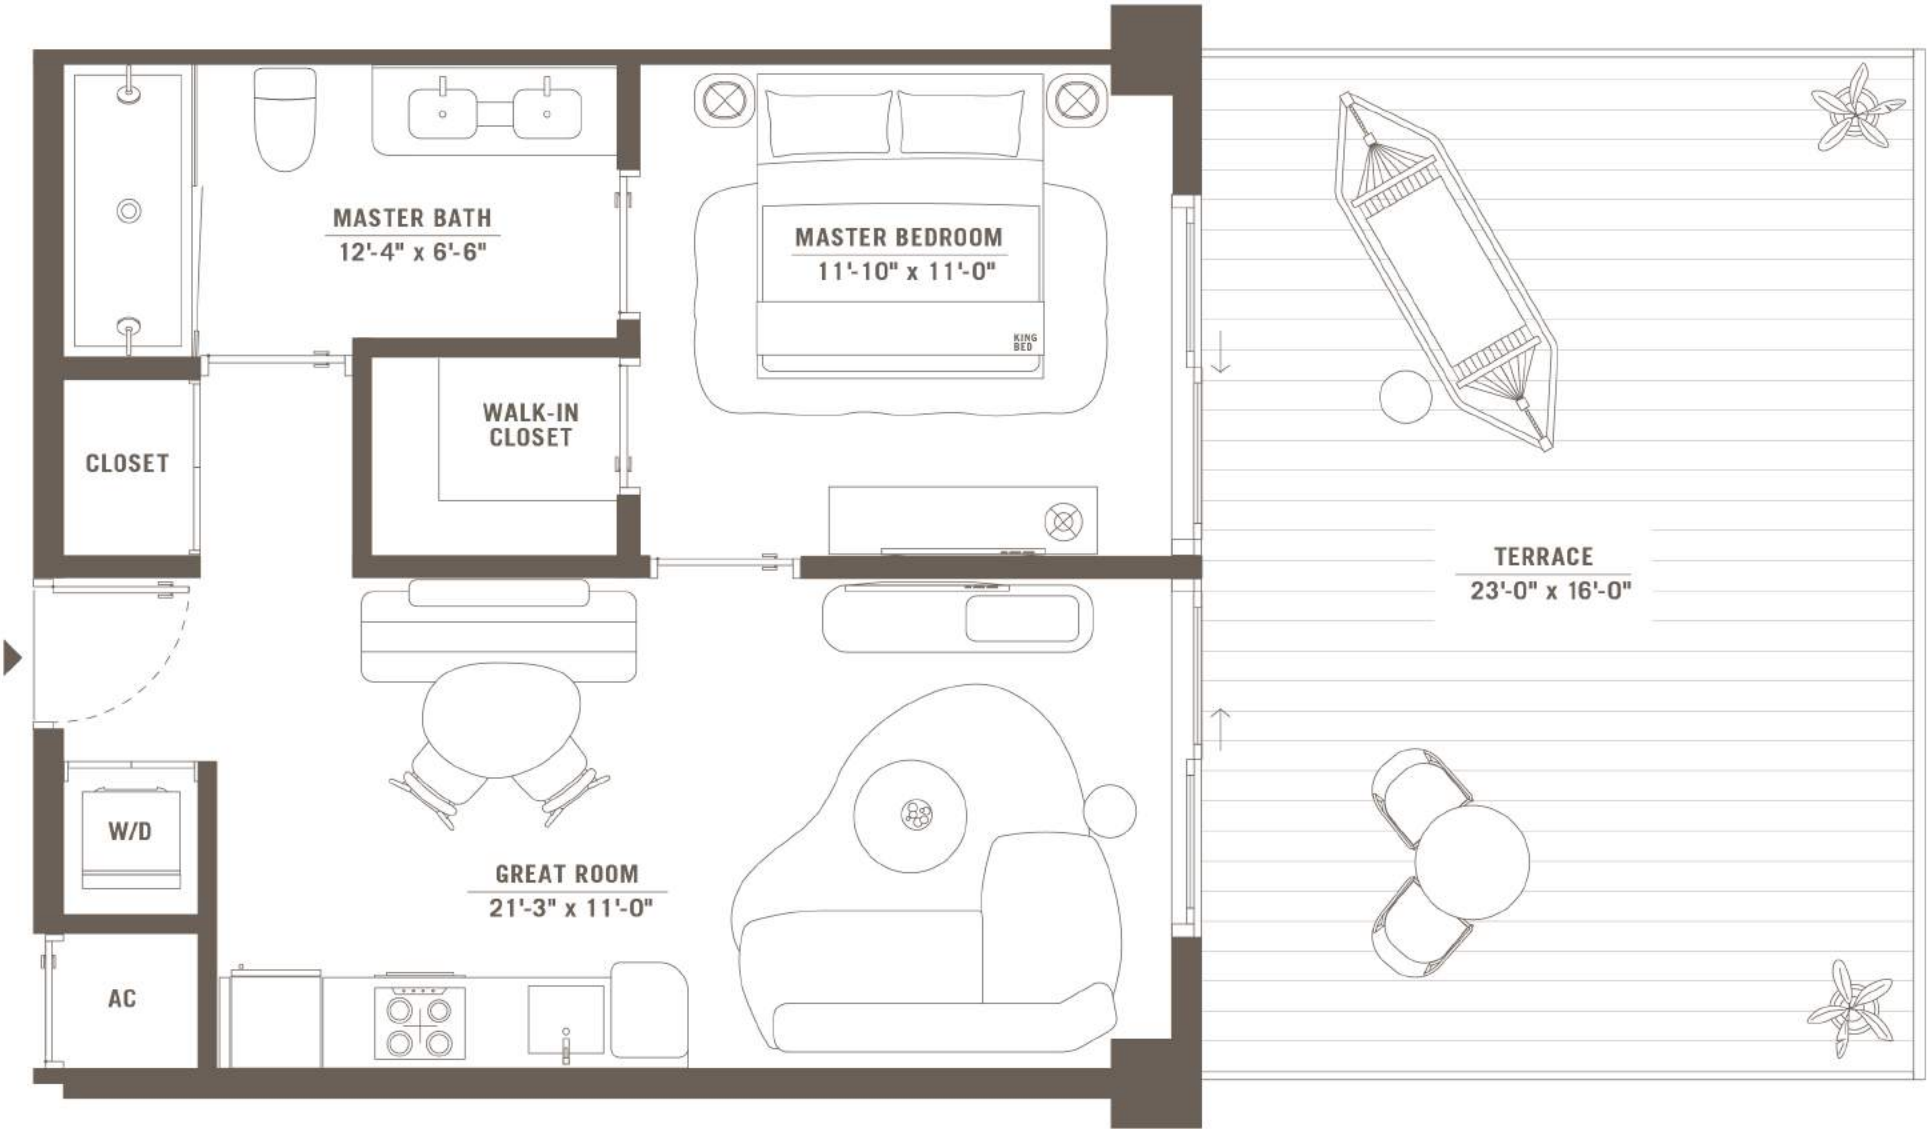 MASTER BATH
12'-4" x 6'-6"
MASTER BEDROOM
11'-10" x 11'-0"
KING
BED
WALK-IN
CLOSET
CLOSET
TERRACE
23'-0" x 16'-0"
W/D
GREAT ROOM
21'-3" x 11'-0"
AC